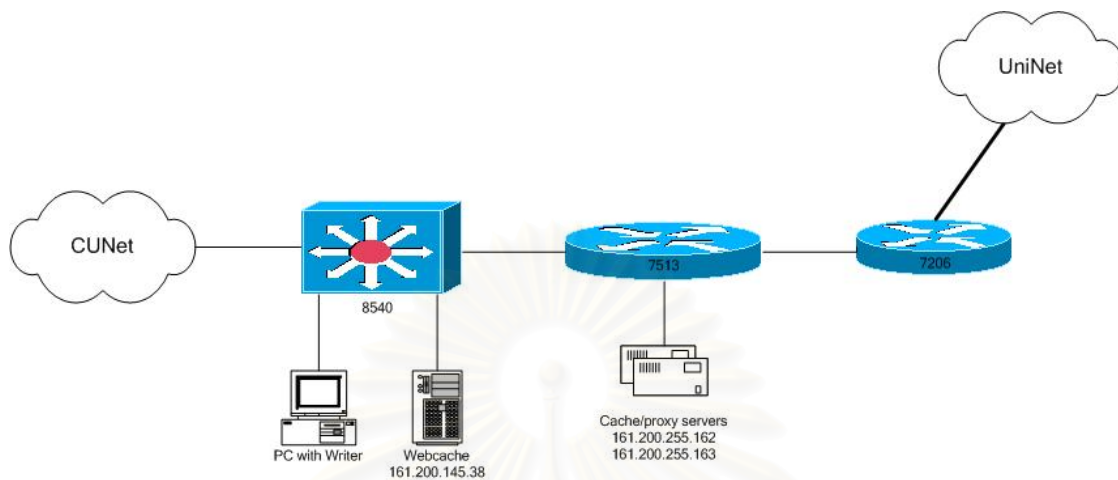 UniNet
CUNet
8540
7513
7206
PC with Writer
Webcache
161.200.145.38
Cache/proxy servers
161.200.255.162
161.200.255.163